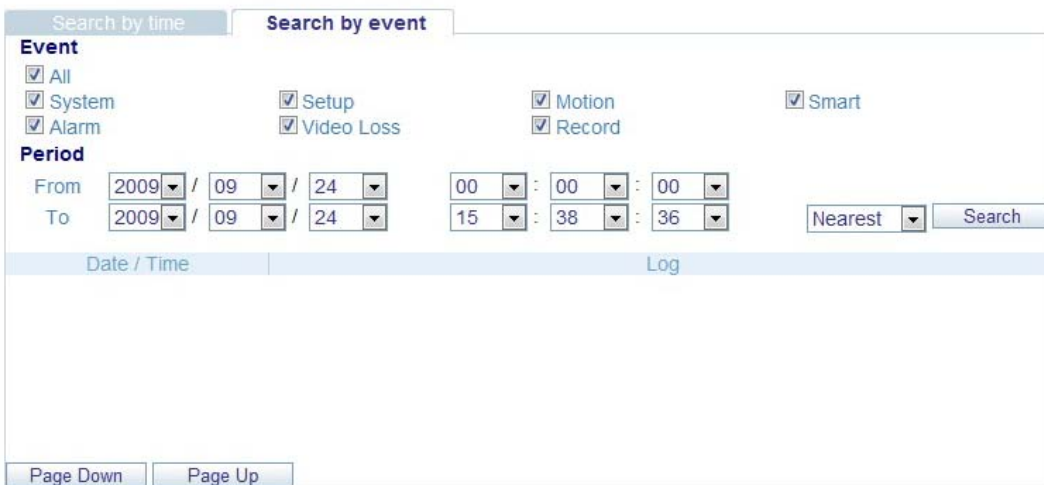 Search by time Search by event
Event
All
System Setup Motion Smart
Alarm Video Loss Record
Period
From 2009 / 09 / 24 00 : 00 : 00
To 2009 / 09 / 24 15 : 38 : 36 Nearest Search
Date / Time Log
Page Down Page Up